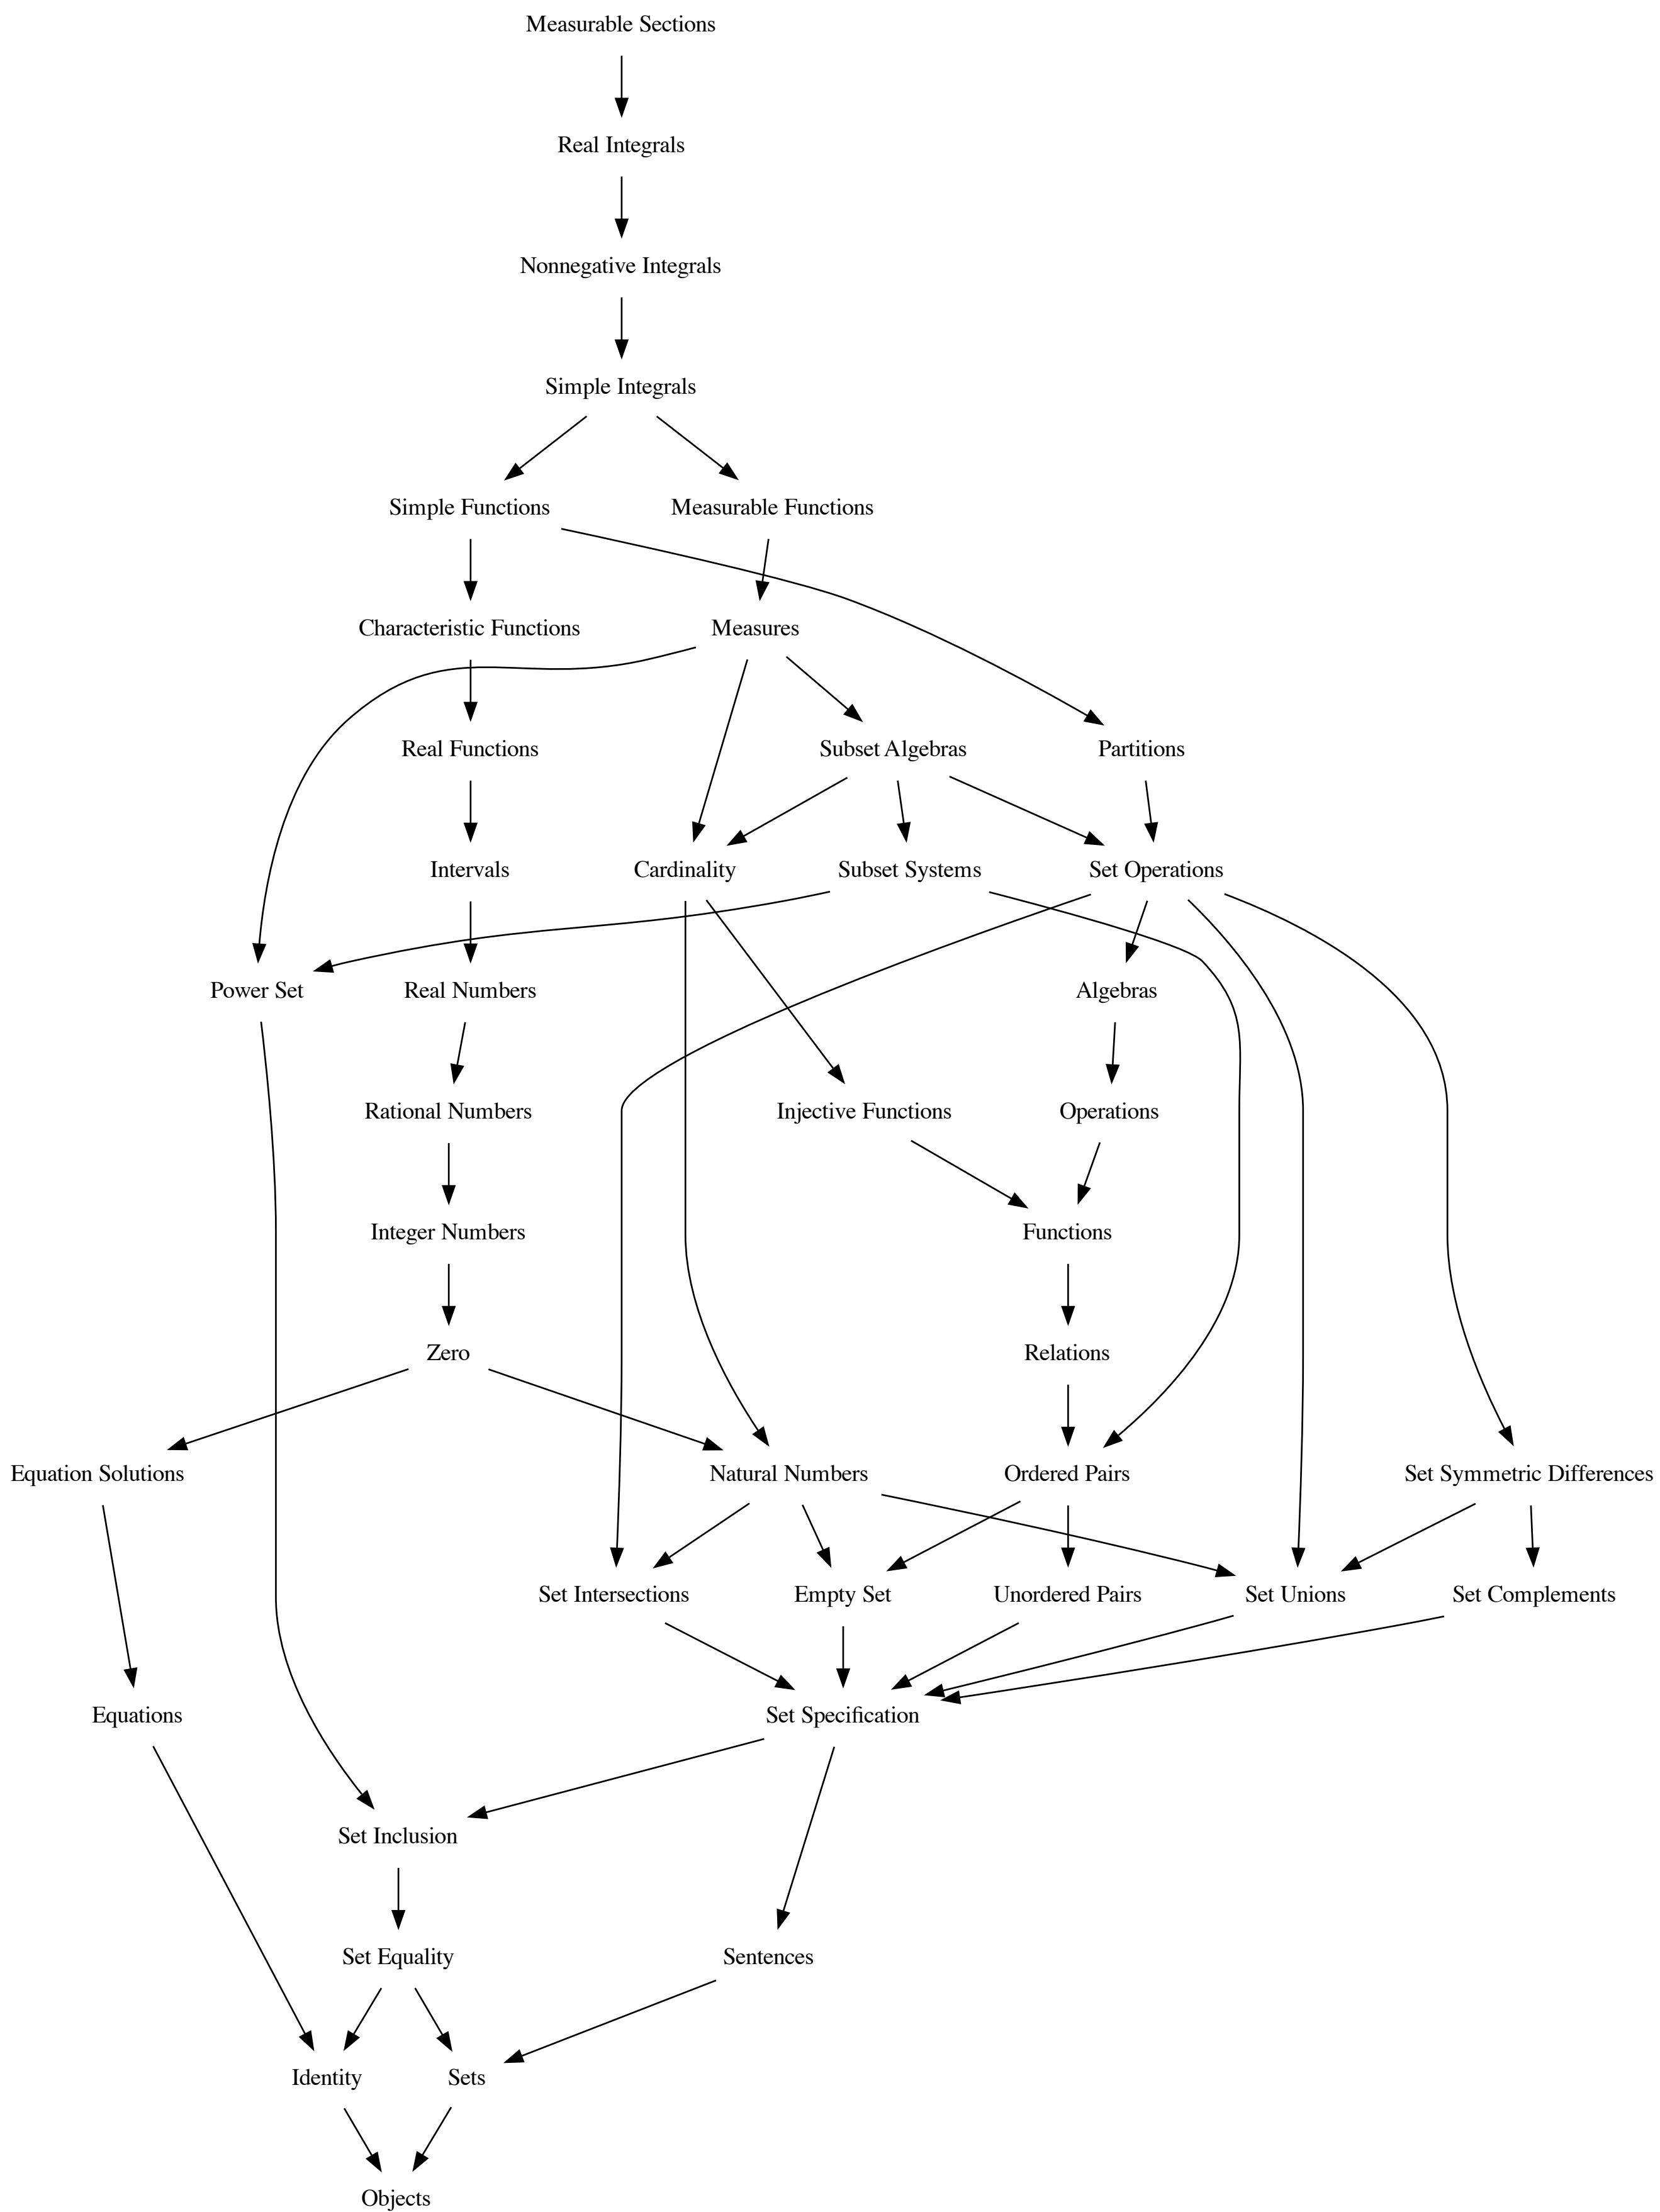 Measurable Sections
Real Integrals
Nonnegative Integrals
Simple Integrals
Simple Functions
Measurable Functions
Characteristic Functions
Measures
Real Functions
Subset Algebras
Partitions
Intervals
Cardinality
Subset Systems
Set Operations
Power Set
Real Numbers
Algebras
Rational Numbers
Injective Functions
Operations
Integer Numbers
Functions
Zero
Relations
Equation Solutions
Natural Numbers
Ordered Pairs
Set Symmetric Differences
Set Intersections
Empty Set
Unordered Pairs
Set Unions
Set Complements
Equations
Set Specification
Set Inclusion
Set Equality
Sentences
Identity
Sets
Objects